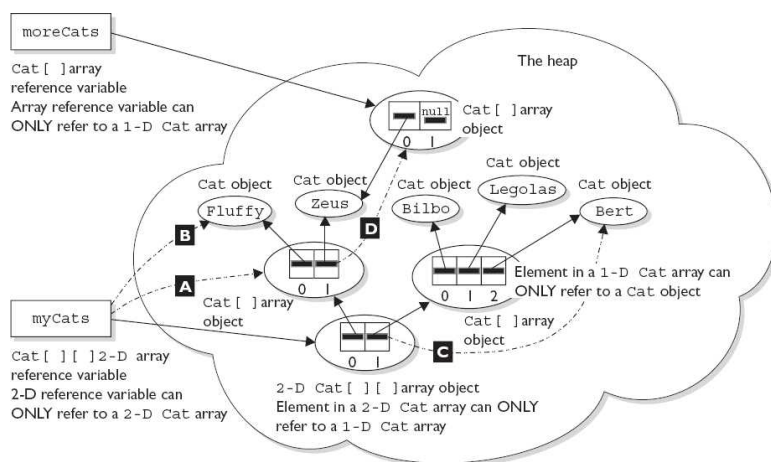 moreCats
Cat[ ] array
reference variable
Array reference variable can
ONLY refer to a 1-D Cat array
The heap
null
0 1
Cat[ ] array
object
Cat object
Fluffy
Cat object
Zeus
D
Cat object
Bilbo
Cat object
Legolas
Cat object
Bert
B
A
0 1
Cat[ ] array
object
0 1 2
Element in a 1-D Cat array can
ONLY refer to a Cat object
Cat[ ] array
object
C
myCats
Cat[ ][ ] 2-D array
reference variable
2-D reference variable can
ONLY refer to a 2-D Cat array
0 1
2-D Cat[ ][ ] array object
Element in a 2-D Cat array can ONLY
refer to a 1-D Cat array